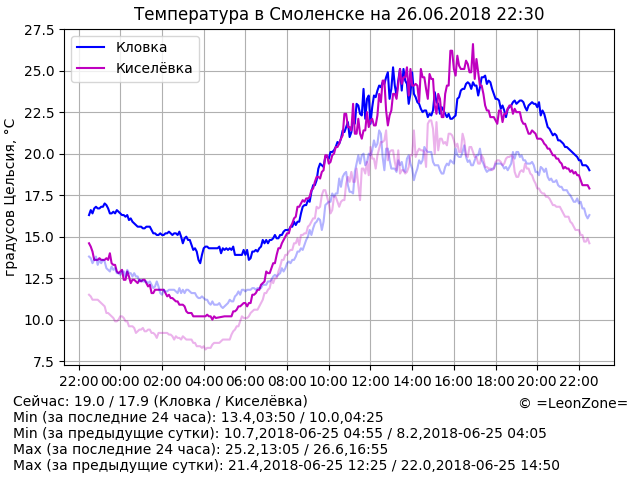 Температура в Смоленске на 26.06.2018 22:30
градусов Цельсия, °C
27.5
25.0
22.5
20.0
17.5
15.0
12.5
10.0
7.5
Кловка
Киселёвка
22:00 00:00 02:00 04:00 06:00 08:00 10:00 12:00 14:00 16:00 18:00 20:00 22:00
Сейчас: 19.0 / 17.9 (Кловка / Киселёвка)
© =LeonZone=
Min (за последние 24 часа): 13.4,03:50 / 10.0,04:25
Min (за предыдущие сутки): 10.7,2018-06-25 04:55 / 8.2,2018-06-25 04:05
Max (за последние 24 часа): 25.2,13:05 / 26.6,16:55
Max (за предыдущие сутки): 21.4,2018-06-25 12:25 / 22.0,2018-06-25 14:50